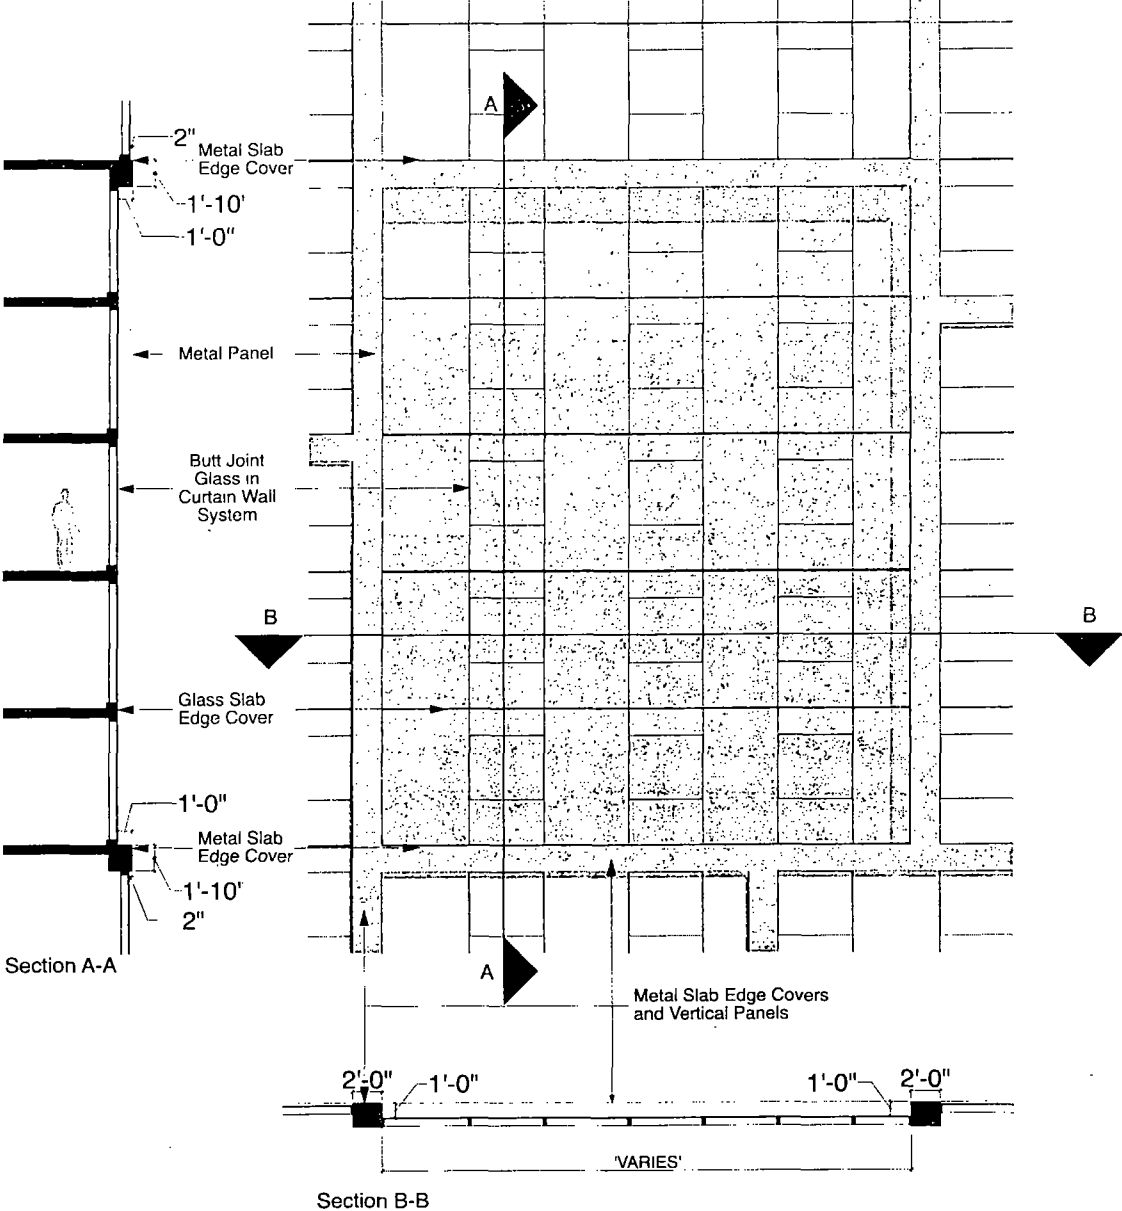 A
2"
Metal Slab
Edge Cover
1'-10'
1'-0"
Metal Panel
Butt Joint
Glass in
Curtain Wall
System
B
B
Glass Slab
Edge Cover
1'-0"
Metal Slab
Edge Cover
1'-10'
2"
Section A-A
A
Metal Slab Edge Covers
and Vertical Panels
2'-0"
1'-0"
1'-0"
2'-0"
'VARIES'
Section B-B